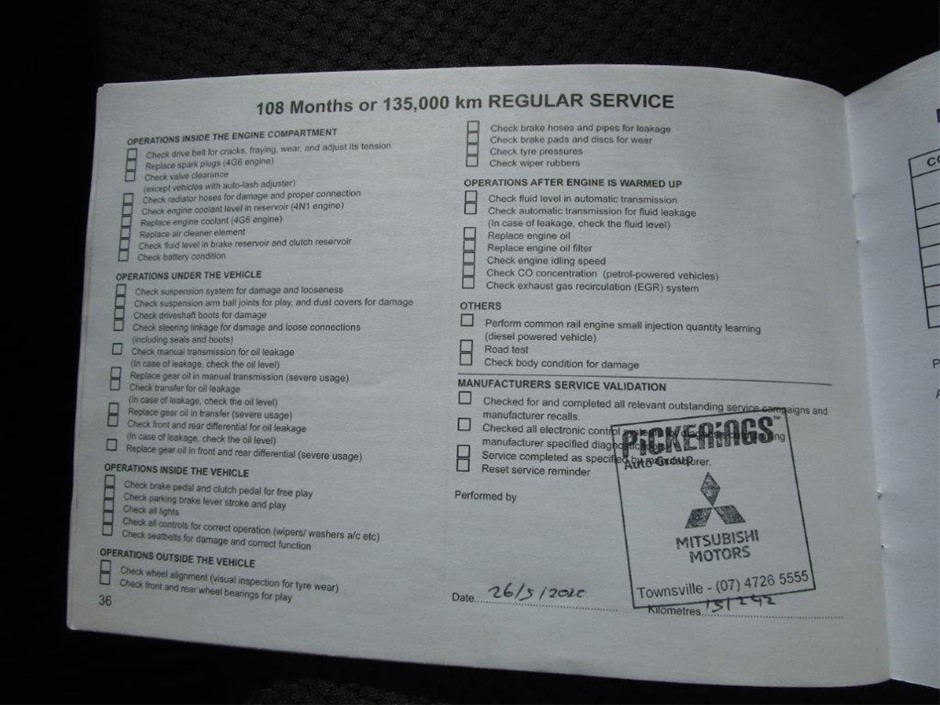 108 Months or 135,000 km REGULAR SERVICE
OPERATIONS INSIDE THE ENGINE COMPARTMENT
Check drive belt for cracks, fraying, wear, and adjust its tension
Replace spark plugs (4G6 engine)
Check valve clearance
(except vehicles with auto-lash adjuster)
Check radiator hoses for damage and proper connection
Check engine coolant level in reservoir (4N1 engine)
Replace engine coolant (4G6 engine)
Replace air cleaner element
Check fluid level in brake reservoir and clutch reservoir
Check battery condition
OPERATIONS UNDER THE VEHICLE
Check suspension system for damage and looseness
Check suspension arm ball joints for play, and dust covers for damage
Check driveshaft boots for damage
Check steering linkage for damage and loose connections
(including seals and boots)
Check manual transmission for oil leakage
(In case of leakage, check the oil level)
Replace gear oil in manual transmission (severe usage)
Check transfer for oil leakage
(In case of leakage, check the oil level)
Replace gear oil in transfer (severe usage)
Check front and rear differential for oil leakage
(In case of leakage, check the oil level)
Replace gear oil in front and rear differential (severe usage)
OPERATIONS INSIDE THE VEHICLE
Check brake pedal and clutch pedal for free play
Check parking brake lever stroke and play
Check all lights
Check all controls for correct operation (wipers/ washers a/c etc)
Check seatbelts for damage and correct function
OPERATIONS OUTSIDE THE VEHICLE
Check wheel alignment (visual inspection for tyre wear)
Check front and rear wheel bearings for play
36
Check brake hoses and pipes for leakage
Check brake pads and discs for wear
Check tyre pressures
Check wiper rubbers
OPERATIONS AFTER ENGINE IS WARMED UP
Check fluid level in automatic transmission
Check automatic transmission for fluid leakage
(In case of leakage, check the fluid level)
Replace engine oil
Replace engine oil filter
Check engine idling speed
Check CO concentration (petrol-powered vehicles)
Check exhaust gas recirculation (EGR) system
OTHERS
Perform common rail engine small injection quantity learning
(diesel powered vehicle)
Road test
Check body condition for damage
MANUFACTURERS SERVICE VALIDATION
Checked for and completed all relevant outstanding service campaigns and
manufacturer recalls.
Checked all electronic control
manufacturer specified
Service completed as specified by manufacturer.
Reset service reminder
Performed by
PiCKERiNGS
Auto Group
MITSUBISHI
MOTORS
Townsville - (07) 4726 5555
Date 26/5/2020
Kilometres